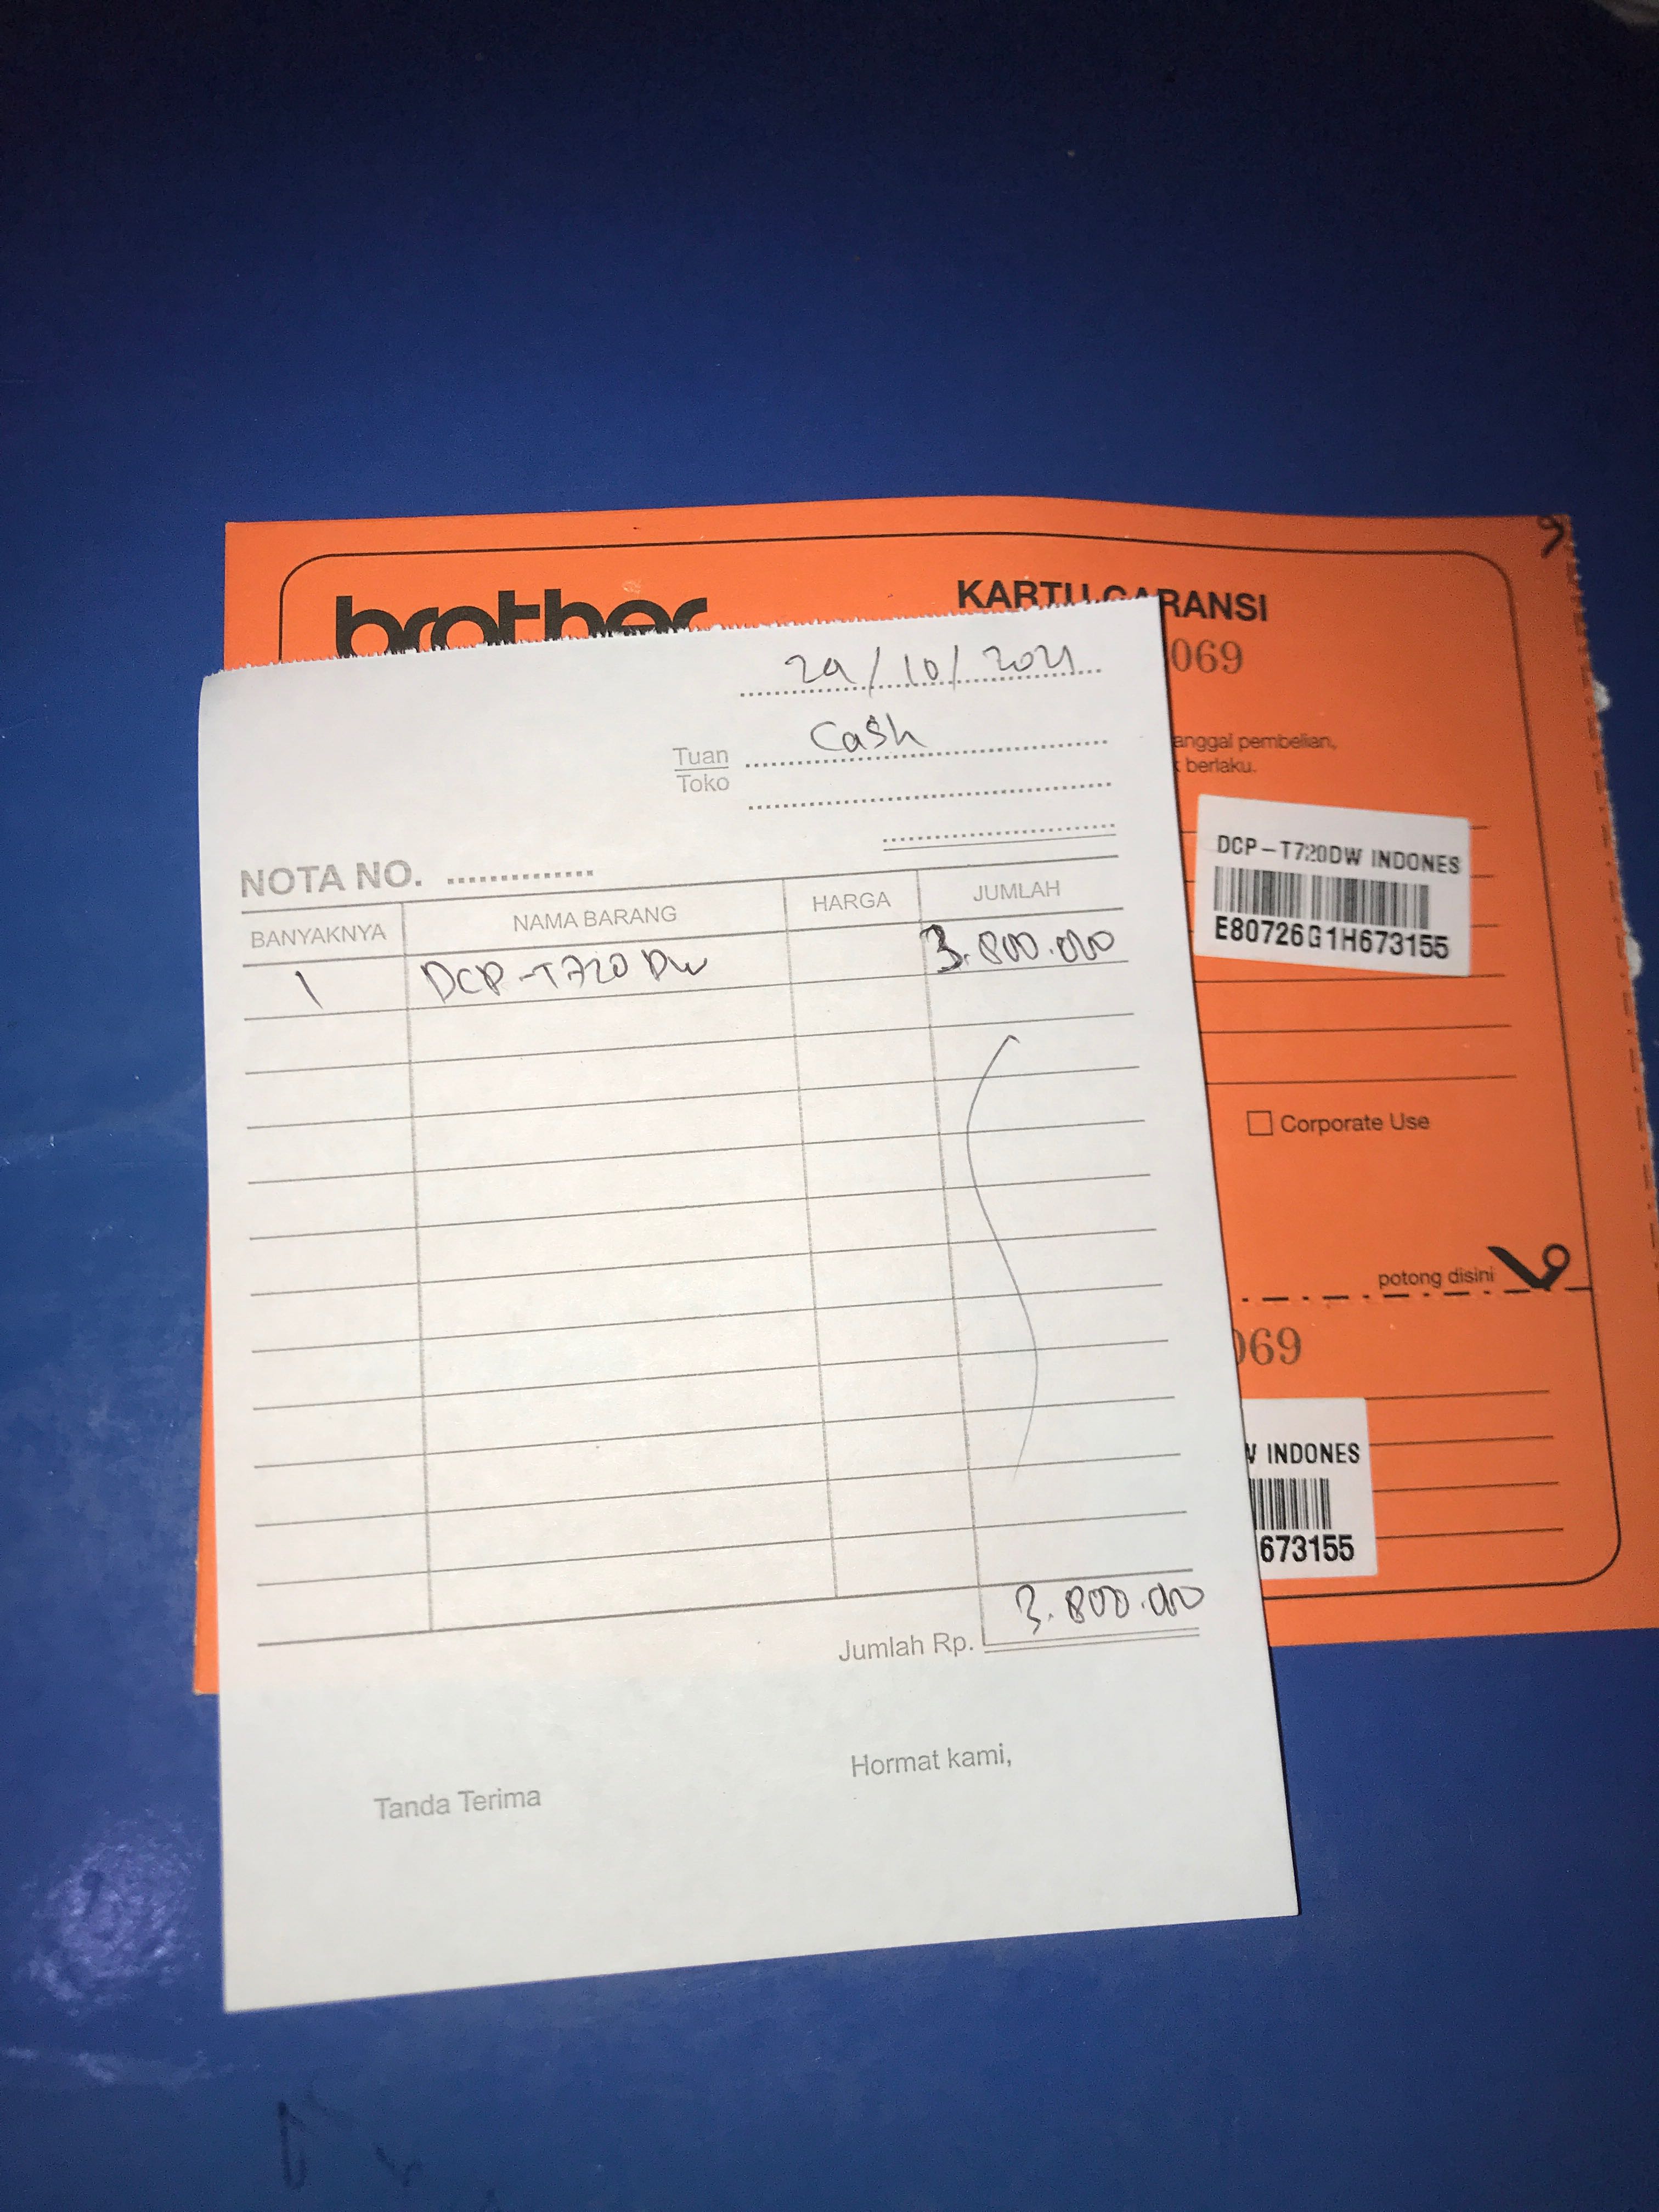 brother
KARTU GARANSI
069
anggal pembelian,
berlaku.
29/10/2021
Tuan Cash
Toko
NOTA NO.
BANYAKNYA NAMA BARANG HARGA JUMLAH
1 DCP-T720 DW 3.800.000
Jumlah Rp. 3.800.000
Tanda Terima Hormat kami,
DCP-T720DW INDONES
E80726G1H673155
Corporate Use
potong disini
069
W INDONES
673155